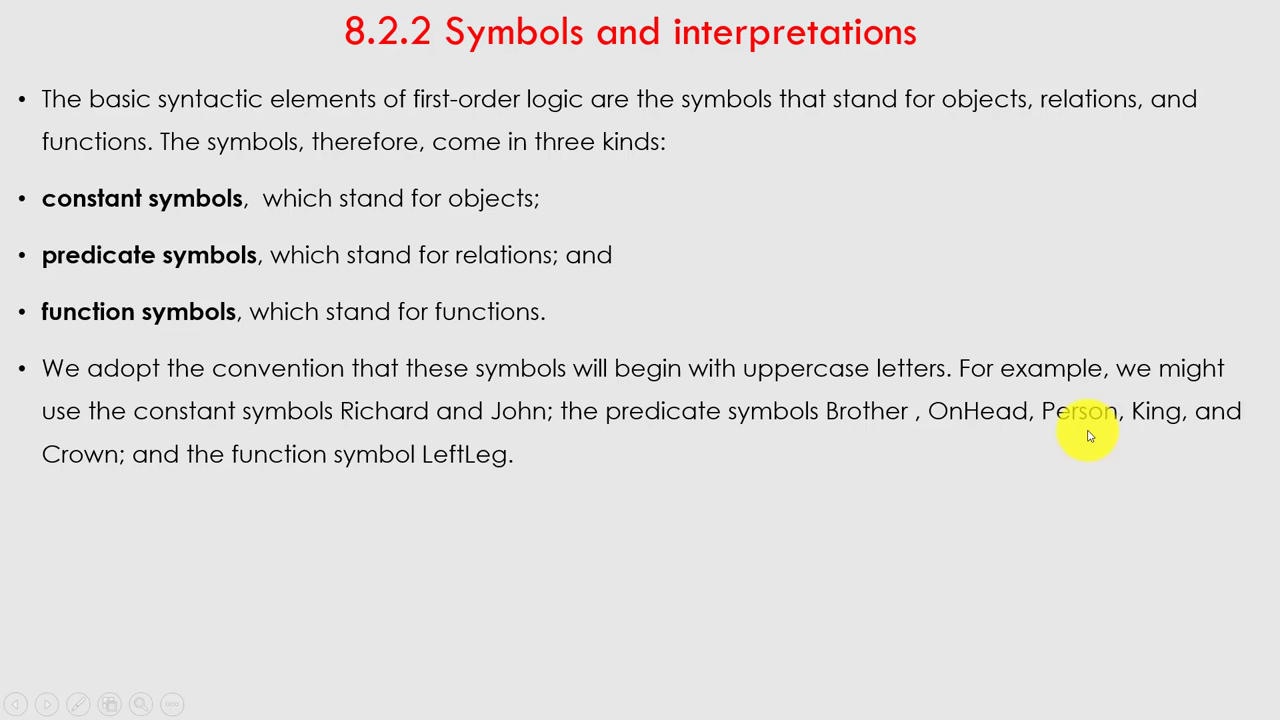 8.2.2 Symbols and interpretations
• The basic syntactic elements of first-order logic are the symbols that stand for objects, relations, and
functions. The symbols, therefore, come in three kinds:
• constant symbols,  which stand for objects;
• predicate symbols, which stand for relations; and
• function symbols, which stand for functions.
• We adopt the convention that these symbols will begin with uppercase letters. For example, we might
use the constant symbols Richard and John; the predicate symbols Brother , OnHead, Person, King, and
Crown; and the function symbol LeftLeg.